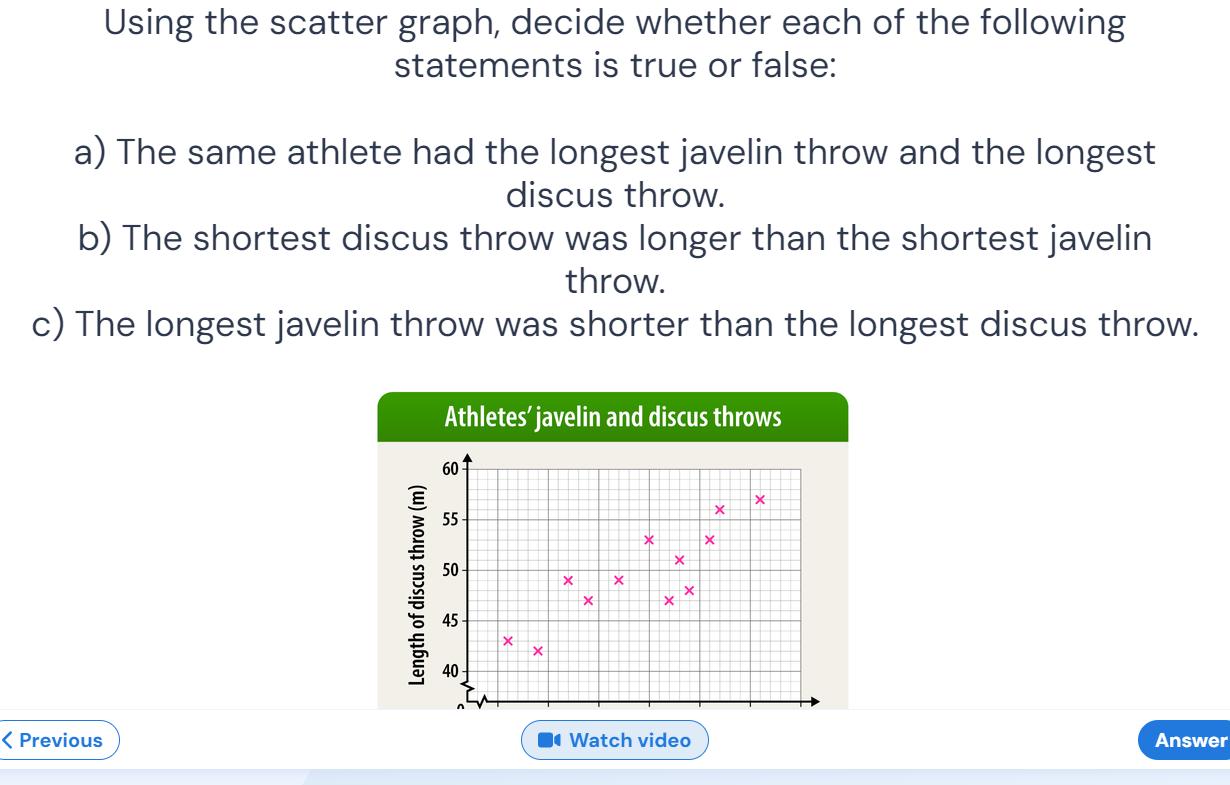 Using the scatter graph, decide whether each of the following
statements is true or false:
a) The same athlete had the longest javelin throw and the longest
discus throw.
b) The shortest discus throw was longer than the shortest javelin
throw.
c) The longest javelin throw was shorter than the longest discus throw.
Athletes' javelin and discus throws
Length of discus throw (m)
60
55
50
45
40
0
Previous
Watch video
Answer